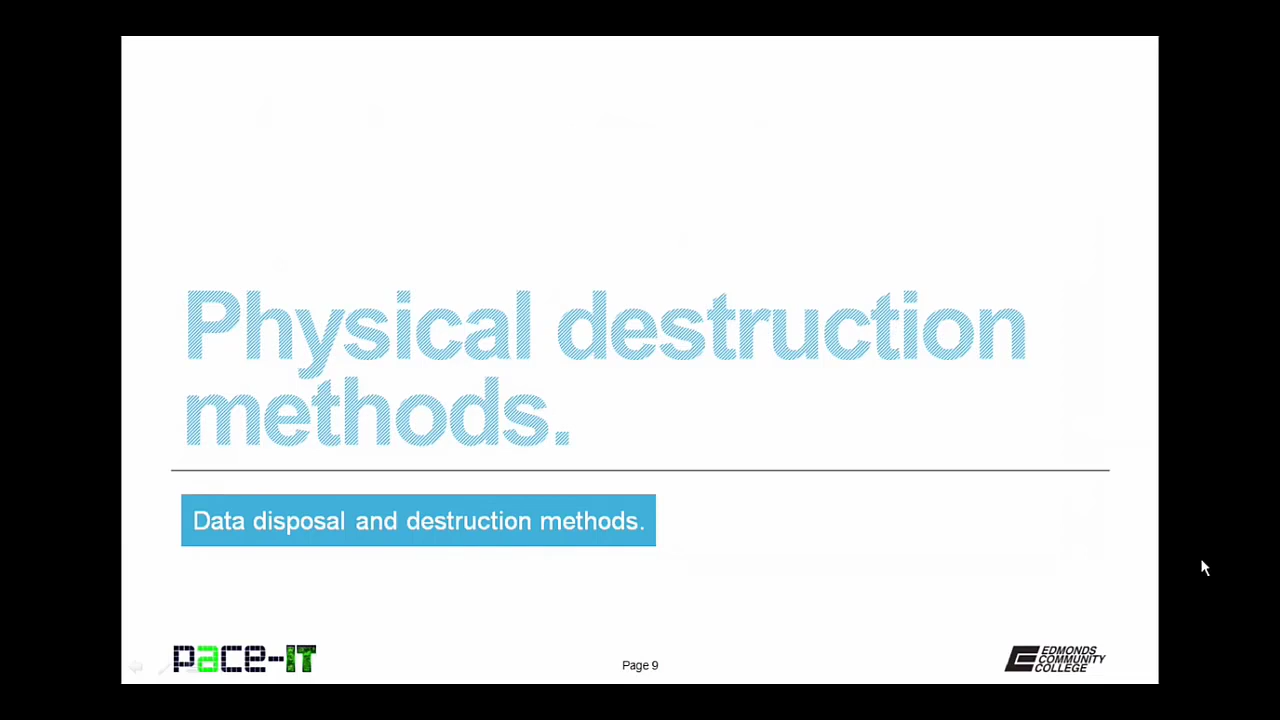 Physical destruction
methods.
Data disposal and destruction methods.
pace-IT
Page 9
EDMONDS
COMMUNITY
COLLEGE